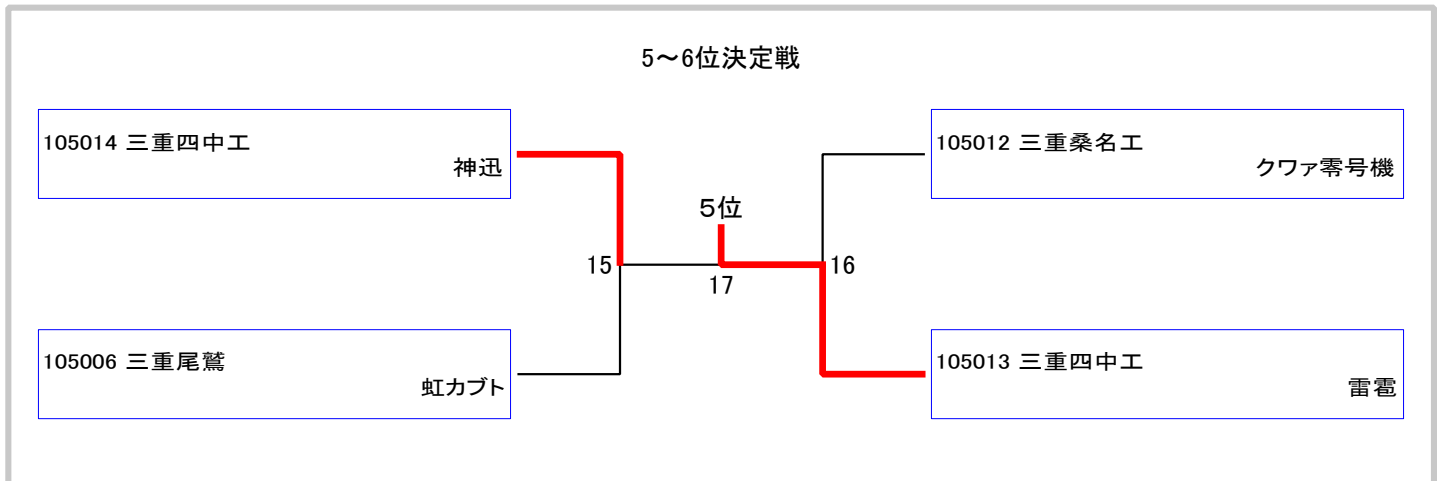 5～6位決定戦
105014 三重四中工
神迅
105012 三重桑名工
クワァ零号機
５位
15
16
17
105006 三重尾鷲
虹カブト
105013 三重四中工
雷雹